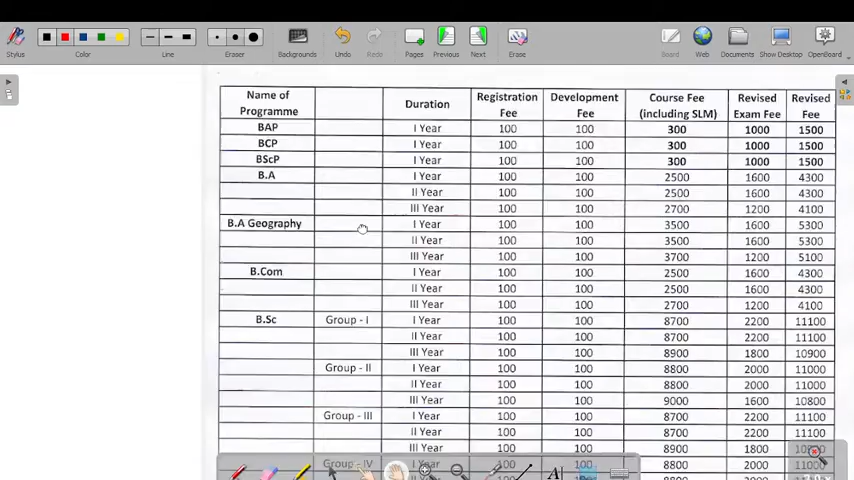 Stylus Color Line Eraser Backgrounds Undo Redo Pages Previous Next Erase Board Web Documents Show Desktop OpenBoard
Name of Programme Duration Registration Fee Development Fee Course Fee (including SLM) Revised Exam Fee Revised Fee
BAP I Year 100 100 300 1000 1500
BCP I Year 100 100 300 1000 1500
BScP I Year 100 100 300 1000 1500
B.A I Year 100 100 2500 1600 4300
II Year 100 100 2500 1600 4300
III Year 100 100 2700 1200 4100
B.A Geography I Year 100 100 3500 1600 5300
II Year 100 100 3500 1600 5300
III Year 100 100 3700 1200 5100
B.Com I Year 100 100 2500 1600 4300
II Year 100 100 2500 1600 4300
III Year 100 100 2700 1200 4100
B.Sc Group - I I Year 100 100 8700 2200 11100
II Year 100 100 8700 2200 11100
III Year 100 100 8900 1800 10900
Group - II I Year 100 100 8800 2000 11000
II Year 100 100 8800 2000 11000
III Year 100 100 9000 1600 10800
Group - III I Year 100 100 8700 2200 11100
II Year 100 100 8700 2200 11100
III Year 100 100 8900 1800
Group - IV I Year 100 100 8800 2000